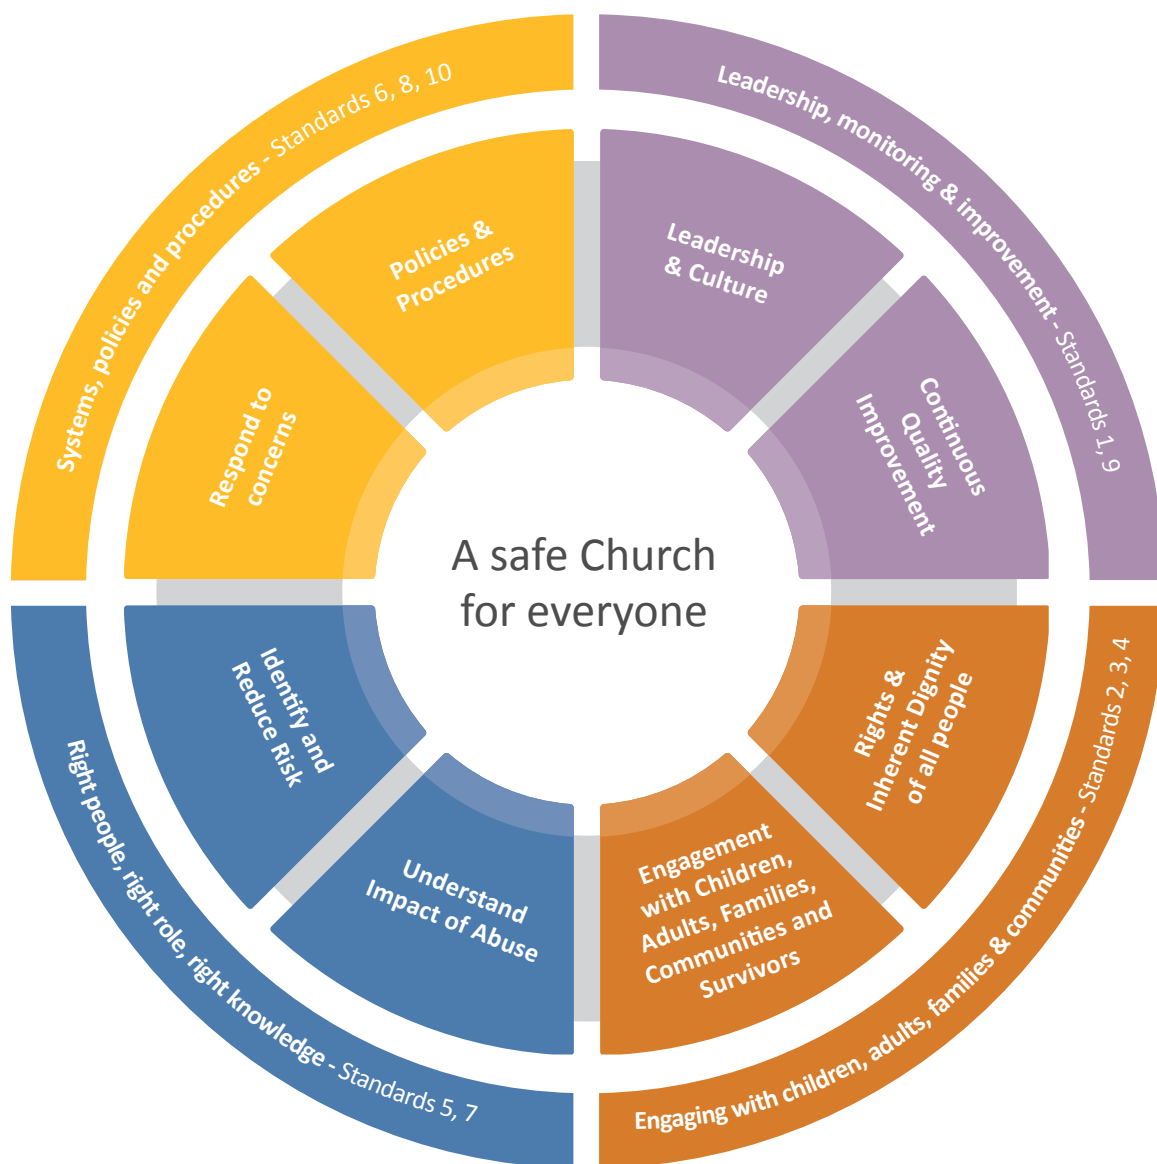 Systems, policies and procedures - Standards 6, 8, 10
Leadership, monitoring & improvement - Standards 1, 9
Policies &
Procedures
Leadership
& Culture
Respond to
concerns
Continuous
Quality
Improvement
A safe Church
for everyone
Identify and
Reduce Risk
Rights &
Inherent Dignity
of all people
Understand
Impact of Abuse
Engagement
with Children,
Adults, Families,
Communities and
Survivors
Right people, right role, right knowledge - Standards 5, 7
Engaging with children, adults, families & communities - Standards 2, 3, 4